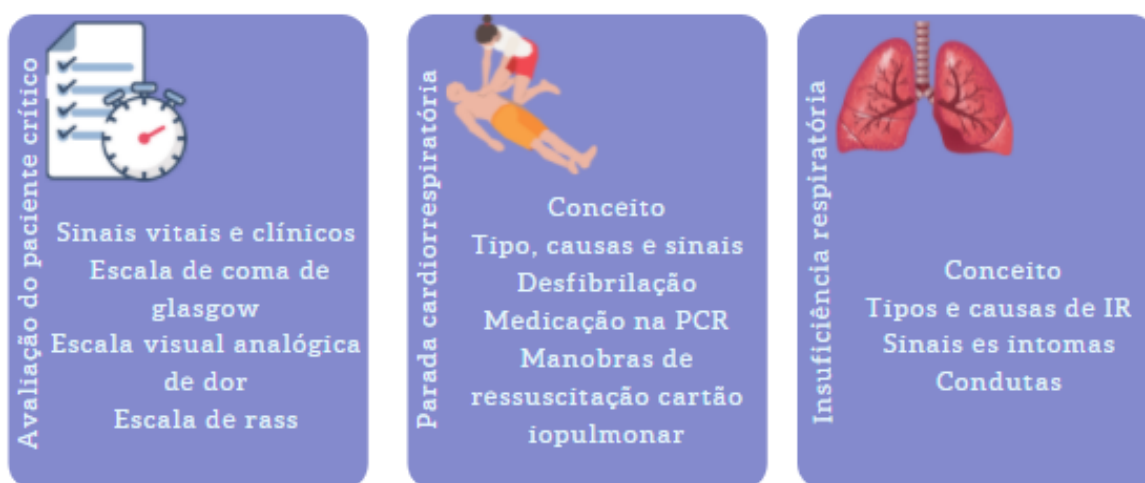 Avaliação do paciente crítico
Sinais vitais e clínicos
Escala de coma de
glasgow
Escala visual analógica
de dor
Escala de rass
Parada cardiorrespiratória
Conceito
Tipo, causas e sinais
Desfibrilação
Medicação na PCR
Manobras de
ressuscitação cartão
iopulmonar
Insuficiência respiratória
Conceito
Tipos e causas de IR
Sinais es intomas
Condutas